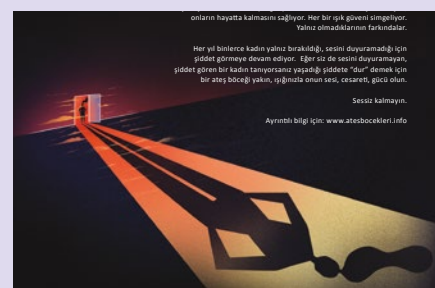 onların hayatta kalmasını sağlıyor. Her bir ışık güveni simgeliyor.
Yalnız olmadıklarının farkındalar.
Her yıl binlerce kadın yalnız bırakıldığı, sesini duyuramadığı için
şiddet görmeye devam ediyor. Eğer siz de sesini duyuramayan,
şiddet gören bir kadın tanıyorsanız yaşadığı şiddete "dur" demek için
bir ateş böceği yakın, ışığınızla onun sesi, cesareti, gücü olun.
Sessiz kalmayın.
Ayrıntılı bilgi için: www.atesbocekleri.info